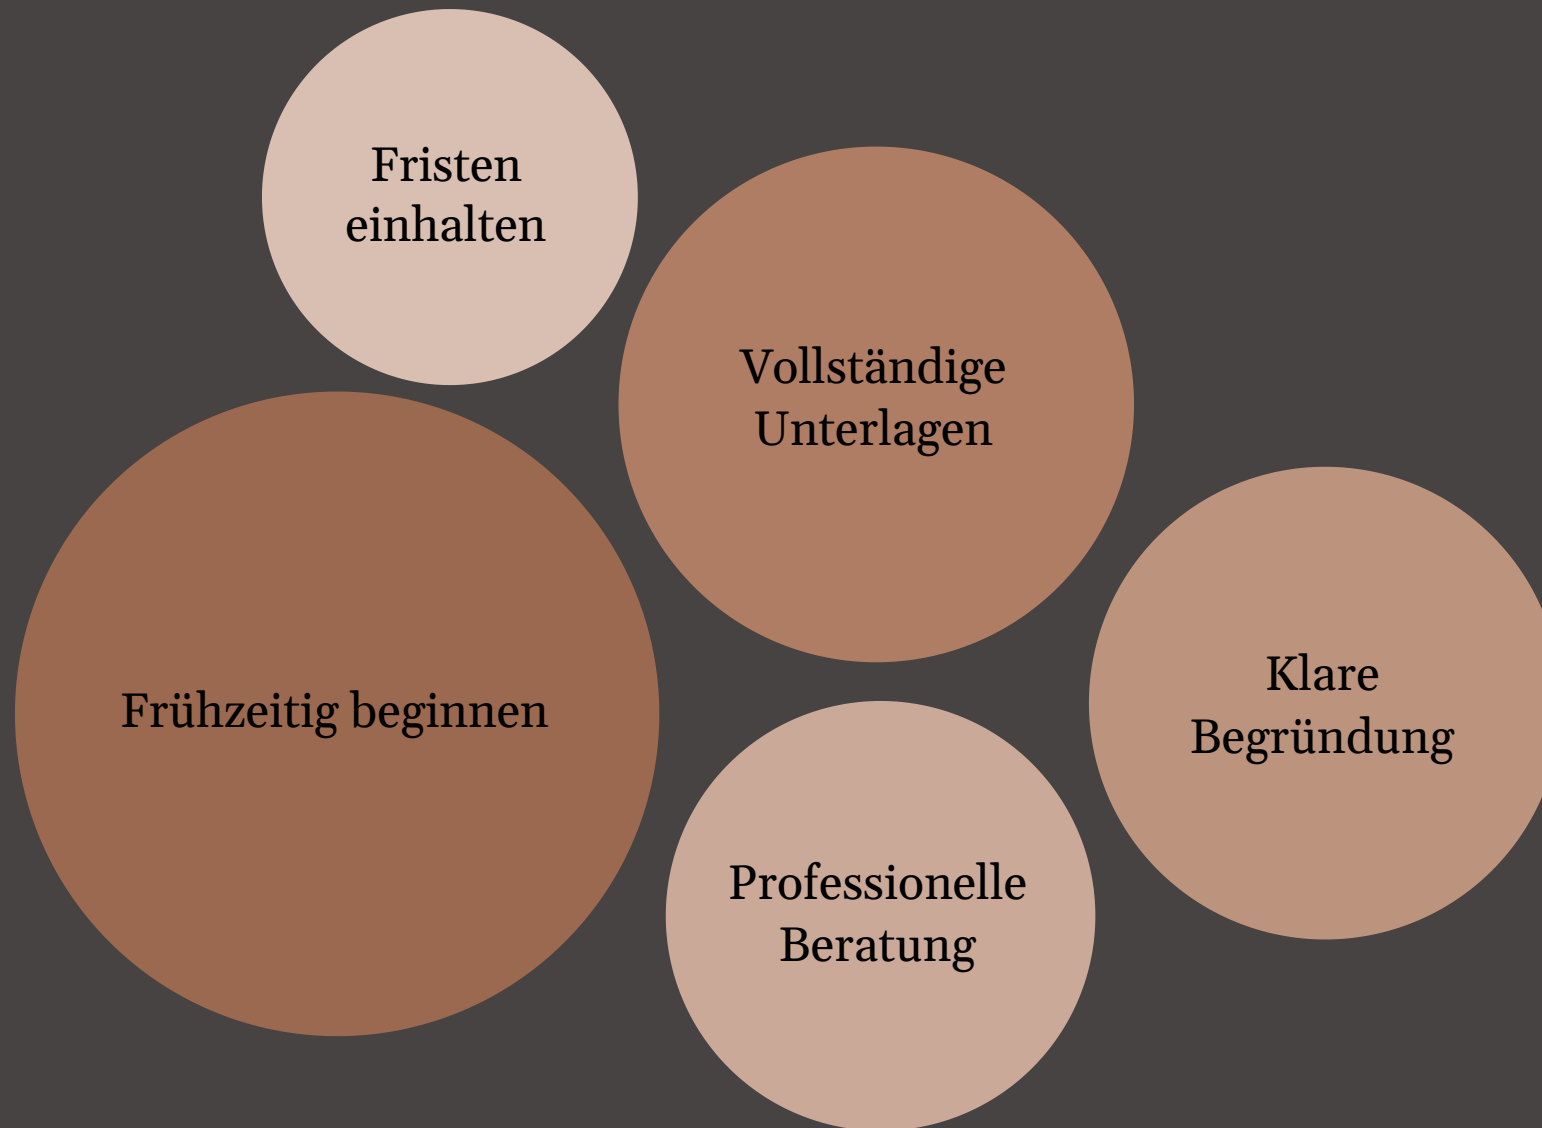 Fristen
einhalten
Vollständige
Unterlagen
Frühzeitig beginnen
Klare
Begründung
Professionelle
Beratung